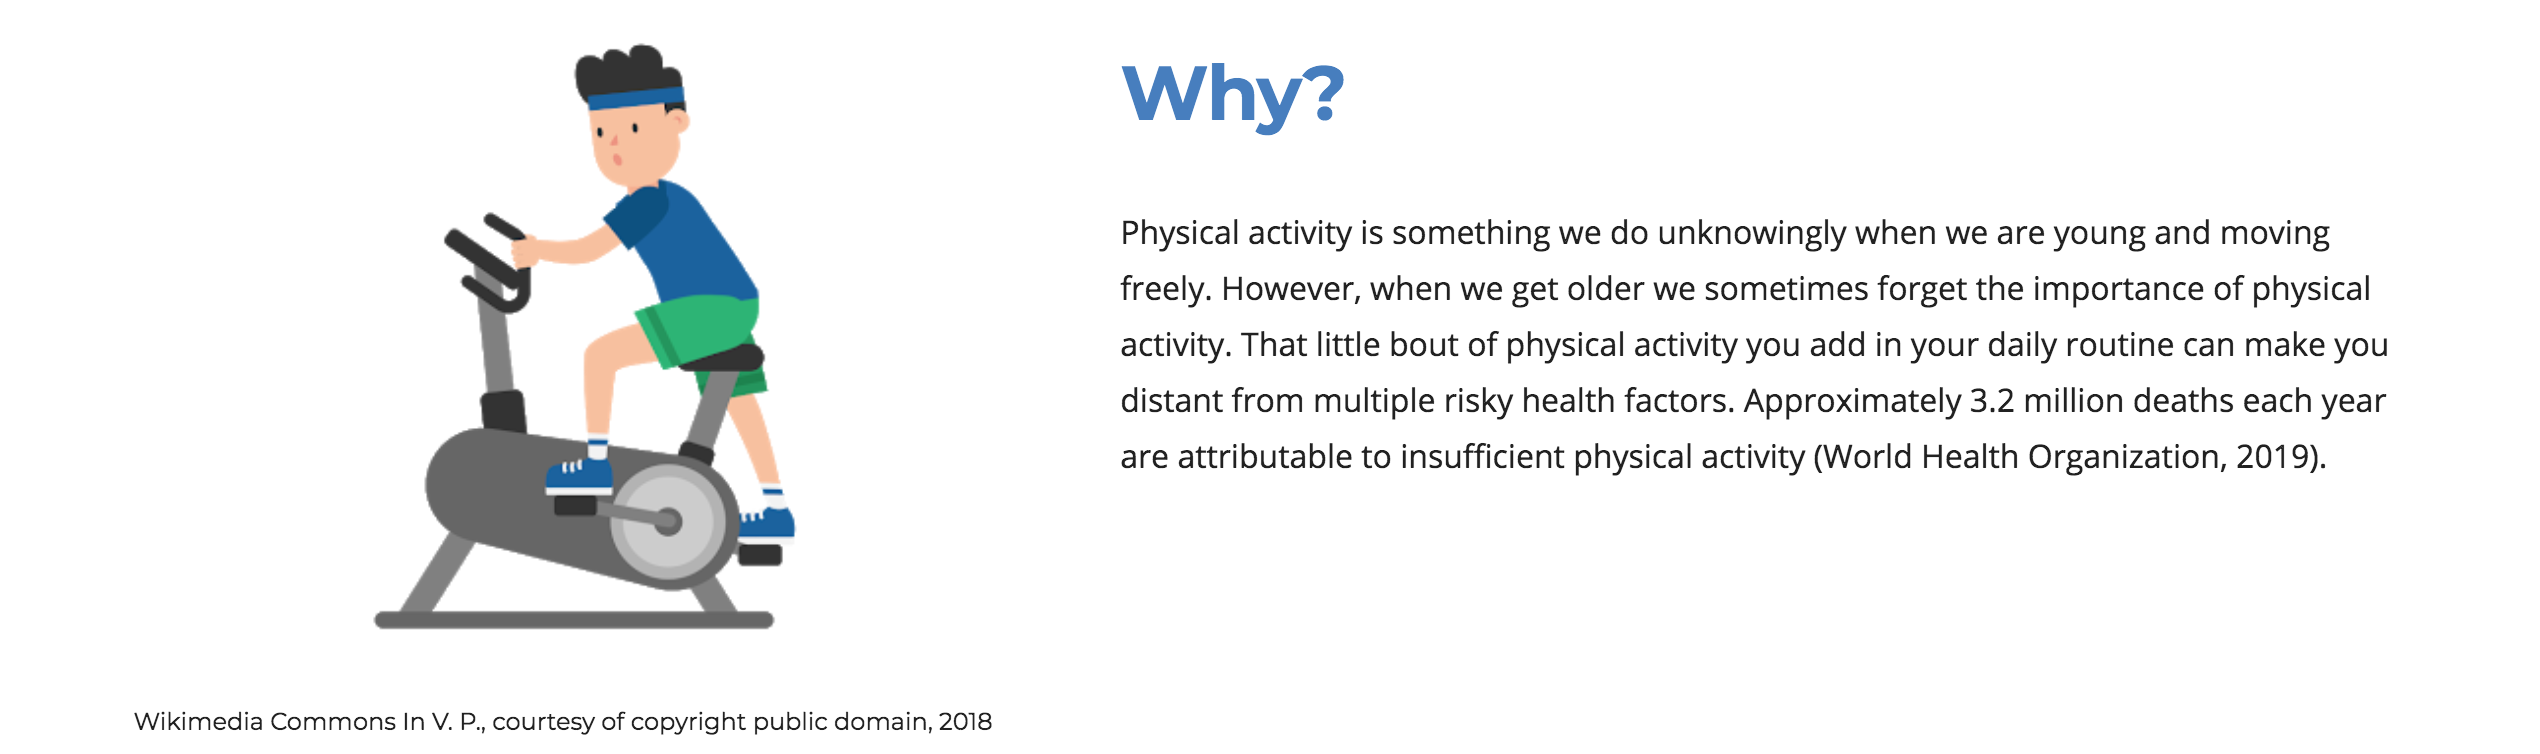 Why?
Physical activity is something we do unknowingly when we are young and moving
freely. However, when we get older we sometimes forget the importance of physical
activity. That little bout of physical activity you add in your daily routine can make you
distant from multiple risky health factors. Approximately 3.2 million deaths each year
are attributable to insufficient physical activity (World Health Organization, 2019).
Wikimedia Commons In V. P., courtesy of copyright public domain, 2018